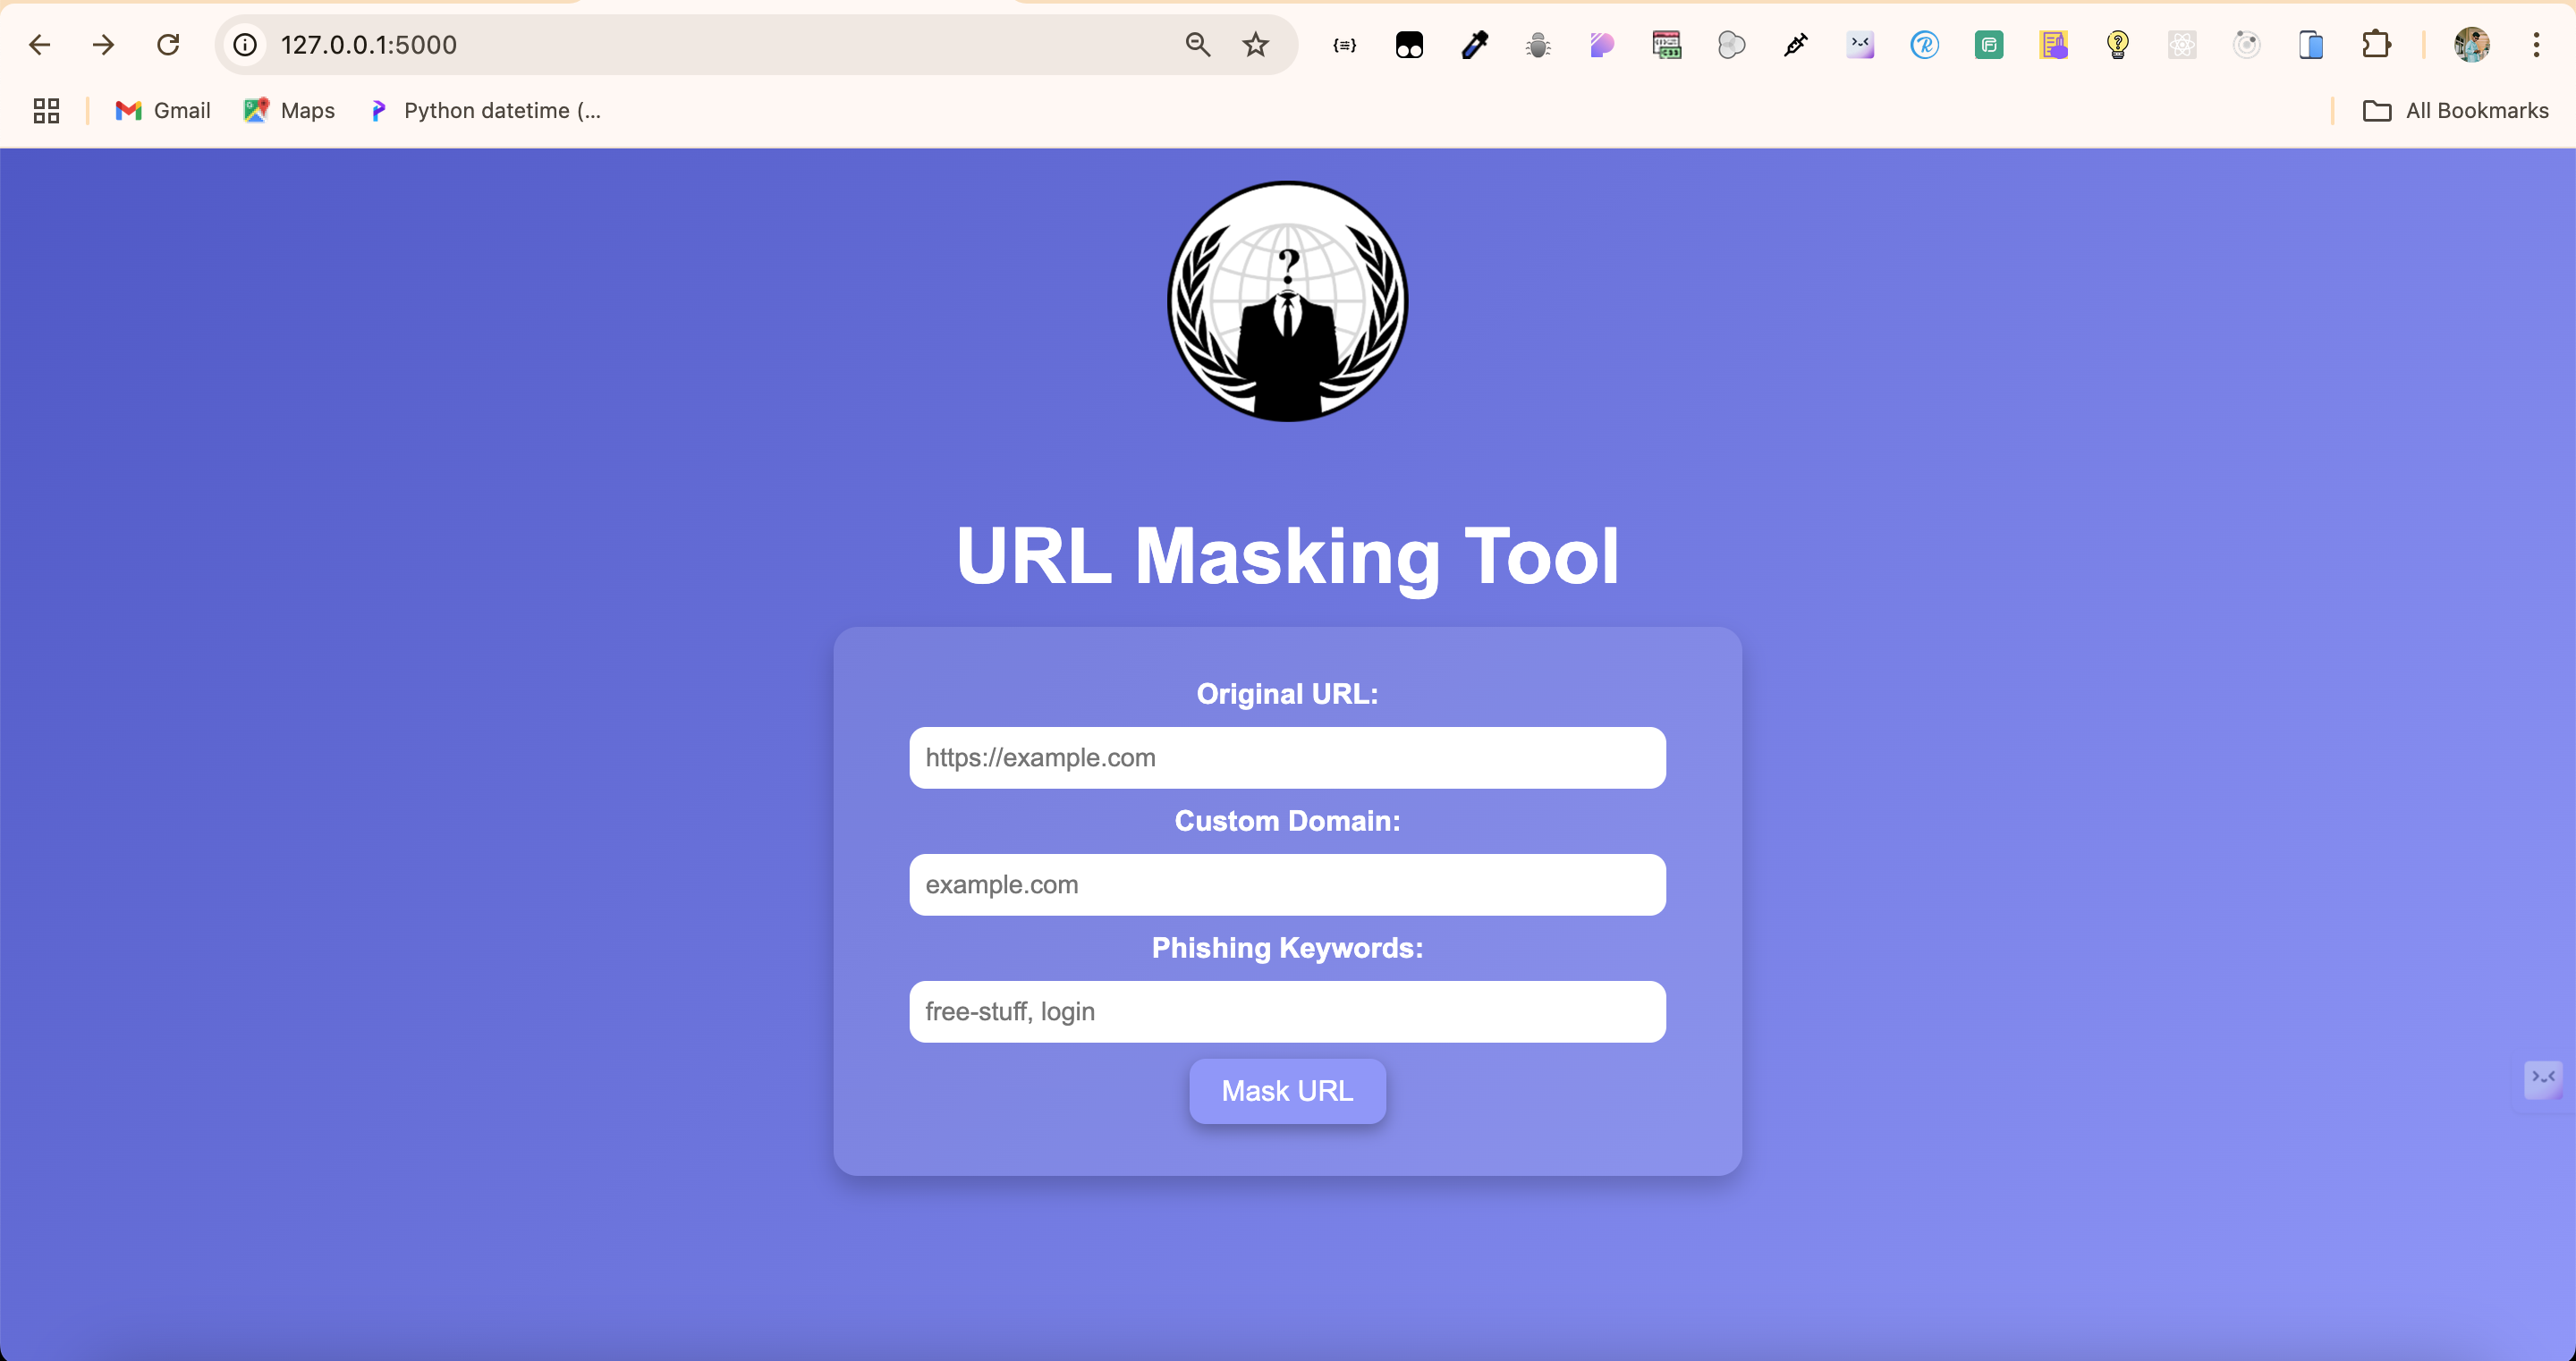 127.0.0.1:5000
Gmail
Maps
Python datetime (...
All Bookmarks
?
URL Masking Tool
Original URL:
https://example.com
Custom Domain:
example.com
Phishing Keywords:
free-stuff, login
Mask URL